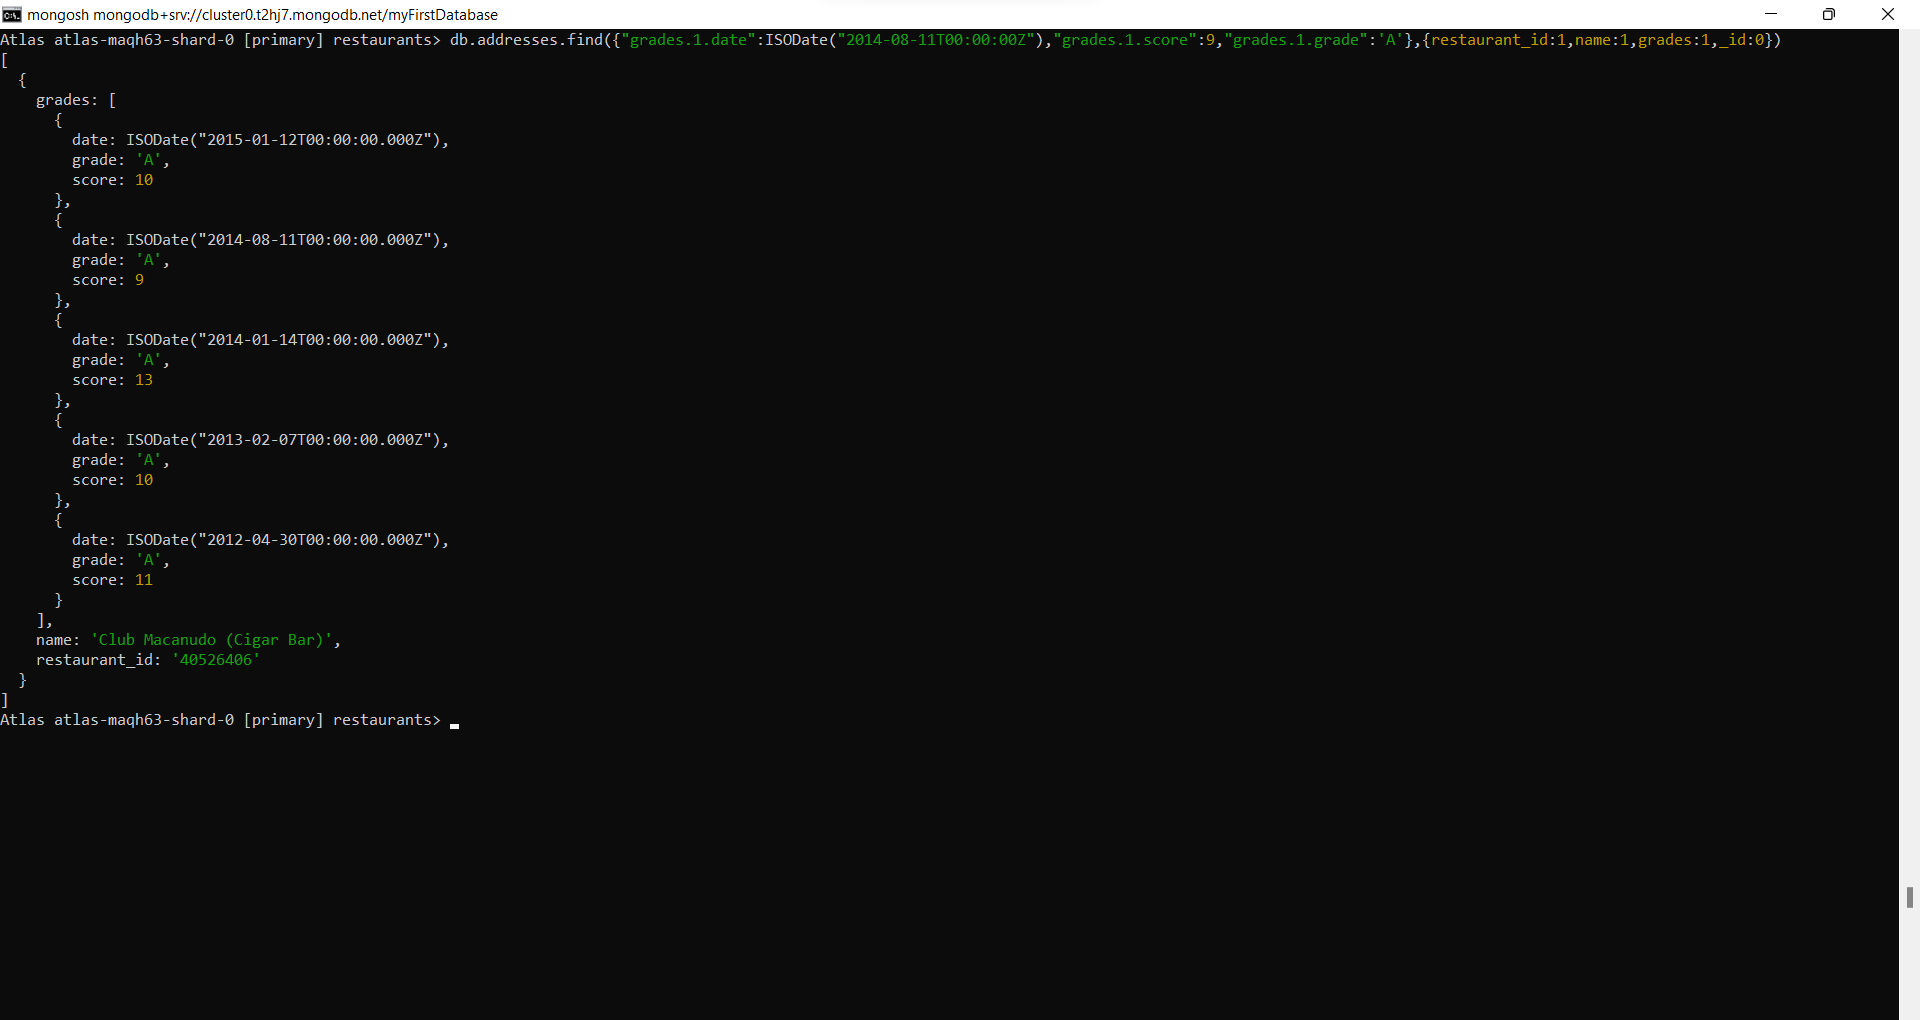 mongosh mongodb+srv://cluster0.t2hj7.mongodb.net/myFirstDatabase
Atlas atlas-maqh63-shard-0 [primary] restaurants> db.addresses.find({"grades.1.date":ISODate("2014-08-11T00:00:00Z"),"grades.1.score":9,"grades.1.grade":'A'},{restaurant_id:1,name:1,grades:1,_id:0})
[
  {
    grades: [
      {
        date: ISODate("2015-01-12T00:00:00.000Z"),
        grade: 'A',
        score: 10
      },
      {
        date: ISODate("2014-08-11T00:00:00.000Z"),
        grade: 'A',
        score: 9
      },
      {
        date: ISODate("2014-01-14T00:00:00.000Z"),
        grade: 'A',
        score: 13
      },
      {
        date: ISODate("2013-02-07T00:00:00.000Z"),
        grade: 'A',
        score: 10
      },
      {
        date: ISODate("2012-04-30T00:00:00.000Z"),
        grade: 'A',
        score: 11
      }
    ],
    name: 'Club Macanudo (Cigar Bar)',
    restaurant_id: '40526406'
  }
]
Atlas atlas-maqh63-shard-0 [primary] restaurants>